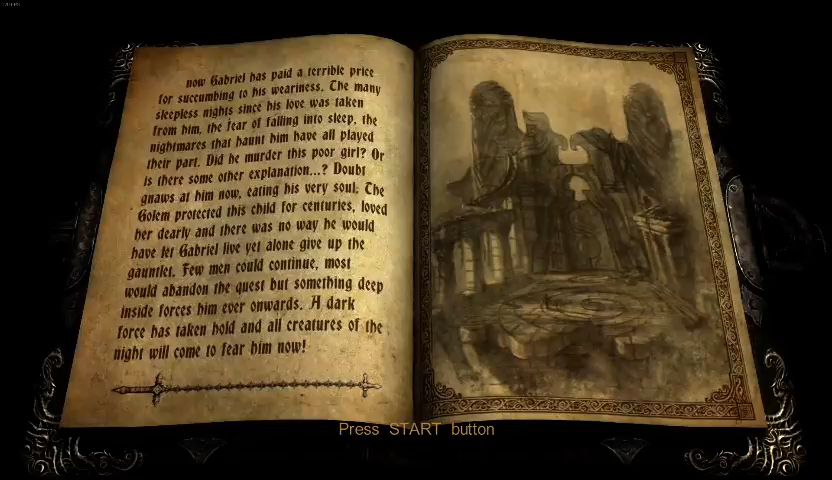 now Gabriel has paid a terrible price
for succumbing to his weariness. The many
sleepless nights since his love was taken
from him, the fear of falling into sleep, the
nightmares that haunt him have all played
their part. Did he murder this poor girl? Or
is there some other explanation...? Doubt
gnaws at him now, eating his very soul; The
Golem protected this child for centuries, loved
her dearly and there was no way he would
have let Gabriel live yet alone give up the
gauntlet. Few men could continue, most
would abandon the quest but something deep
inside forces him ever onwards. A dark
force has taken hold and all creatures of the
night will come to fear him now!
Press START button